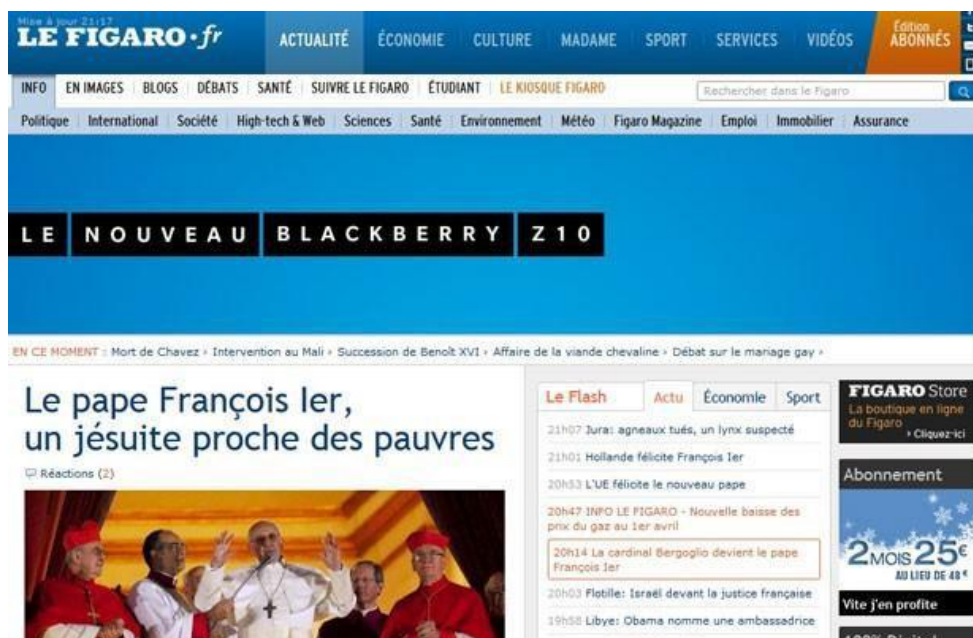 Mise à jour 21:17
LE FIGARO·fr
ACTUALITÉ ÉCONOMIE CULTURE MADAME SPORT SERVICES VIDÉOS
Édition
ABONNÉS
INFO EN IMAGES BLOGS DÉBATS SANTÉ SUIVRE LE FIGARO ÉTUDIANT LE KIOSQUE FIGARO
Rechercher dans le Figaro
Politique International Société High-tech & Web Sciences Santé Environnement Météo Figaro Magazine Emploi Immobilier Assurance
LE NOUVEAU BLACKBERRY Z10
EN CE MOMENT : Mort de Chavez › Intervention au Mali › Succession de Benoît XVI › Affaire de la viande chevaline › Débat sur le mariage gay ›
Le pape François Ier,
un jésuite proche des pauvres
Réactions (2)
Le Flash Actu Économie Sport
21h07 Jura: agneaux tués, un lynx suspecté
21h01 Hollande félicite François Ier
20h53 L'UE félicite le nouveau pape
20h47 INFO LE FIGARO - Nouvelle baisse des
prix du gaz au 1er avril
20h14 La cardinal Bergoglio devient le pape
François Ier
20h03 Flotille: Israël devant la justice française
19h58 Libye: Obama nomme une ambassadrice
FIGARO Store
La boutique en ligne
du Figaro
› Cliquez-ici
Abonnement
2 MOIS 25€
AU LIEU DE 48 €
Vite j'en profite